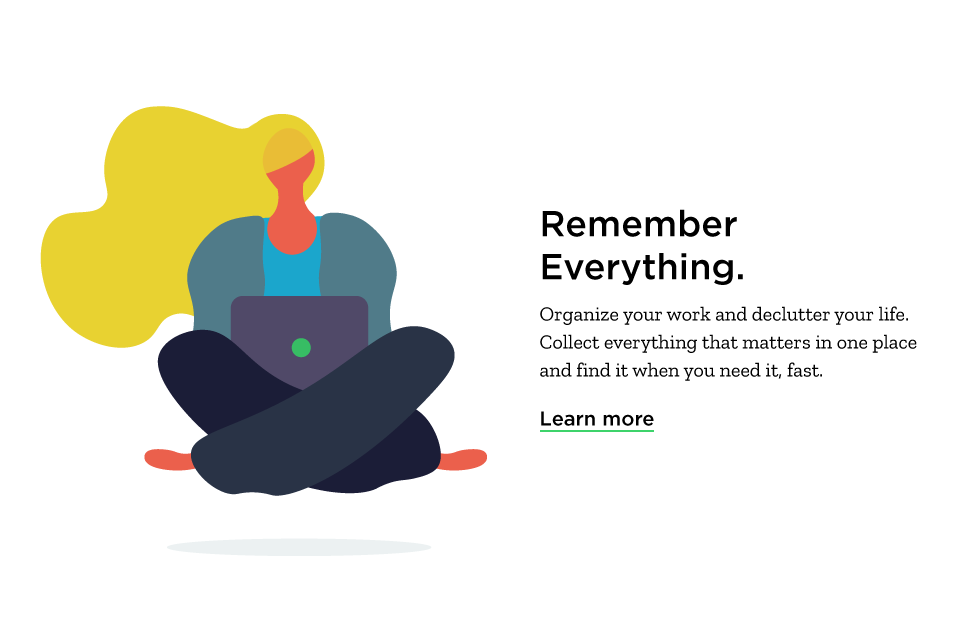 Remember
Everything.
Organize your work and declutter your life.
Collect everything that matters in one place
and find it when you need it, fast.
Learn more